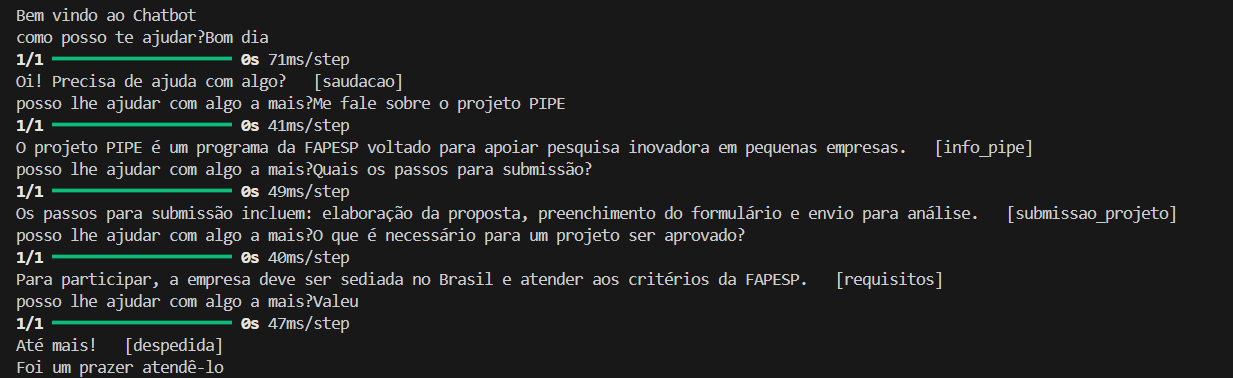 Bem vindo ao Chatbot
como posso te ajudar?Bom dia
1/1 ━━━━━━━━━━━━━━━━━━━━ 0s 71ms/step
Oi! Precisa de ajuda com algo?   [saudacao]
posso lhe ajudar com algo a mais?Me fale sobre o projeto PIPE
1/1 ━━━━━━━━━━━━━━━━━━━━ 0s 41ms/step
O projeto PIPE é um programa da FAPESP voltado para apoiar pesquisa inovadora em pequenas empresas.   [info_pipe]
posso lhe ajudar com algo a mais?Quais os passos para submissão?
1/1 ━━━━━━━━━━━━━━━━━━━━ 0s 49ms/step
Os passos para submissão incluem: elaboração da proposta, preenchimento do formulário e envio para análise.   [submissao_projeto]
posso lhe ajudar com algo a mais?O que é necessário para um projeto ser aprovado?
1/1 ━━━━━━━━━━━━━━━━━━━━ 0s 40ms/step
Para participar, a empresa deve ser sediada no Brasil e atender aos critérios da FAPESP.   [requisitos]
posso lhe ajudar com algo a mais?Valeu
1/1 ━━━━━━━━━━━━━━━━━━━━ 0s 47ms/step
Até mais!   [despedida]
Foi um prazer atendê-lo